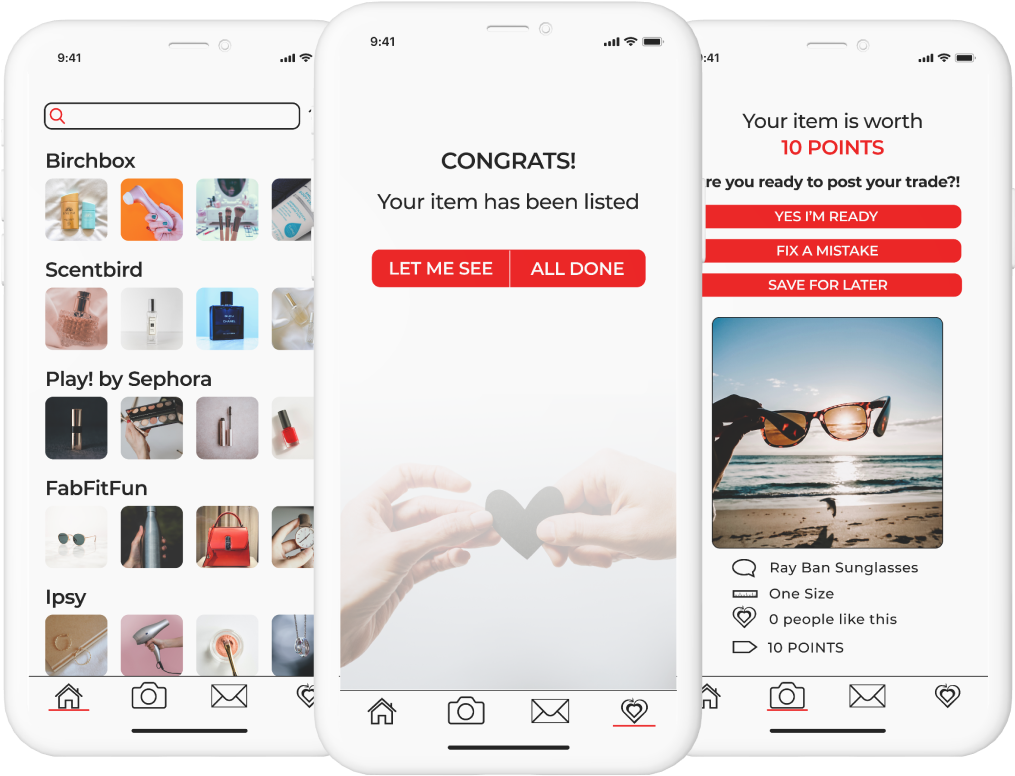 9:41
Birchbox
Scentbird
Play! by Sephora
FabFitFun
Ipsy
9:41
CONGRATS!
Your item has been listed
LET ME SEE
ALL DONE
:41
Your item is worth
10 POINTS
re you ready to post your trade?!
YES I'M READY
FIX A MISTAKE
SAVE FOR LATER
Ray Ban Sunglasses
One Size
0 people like this
10 POINTS